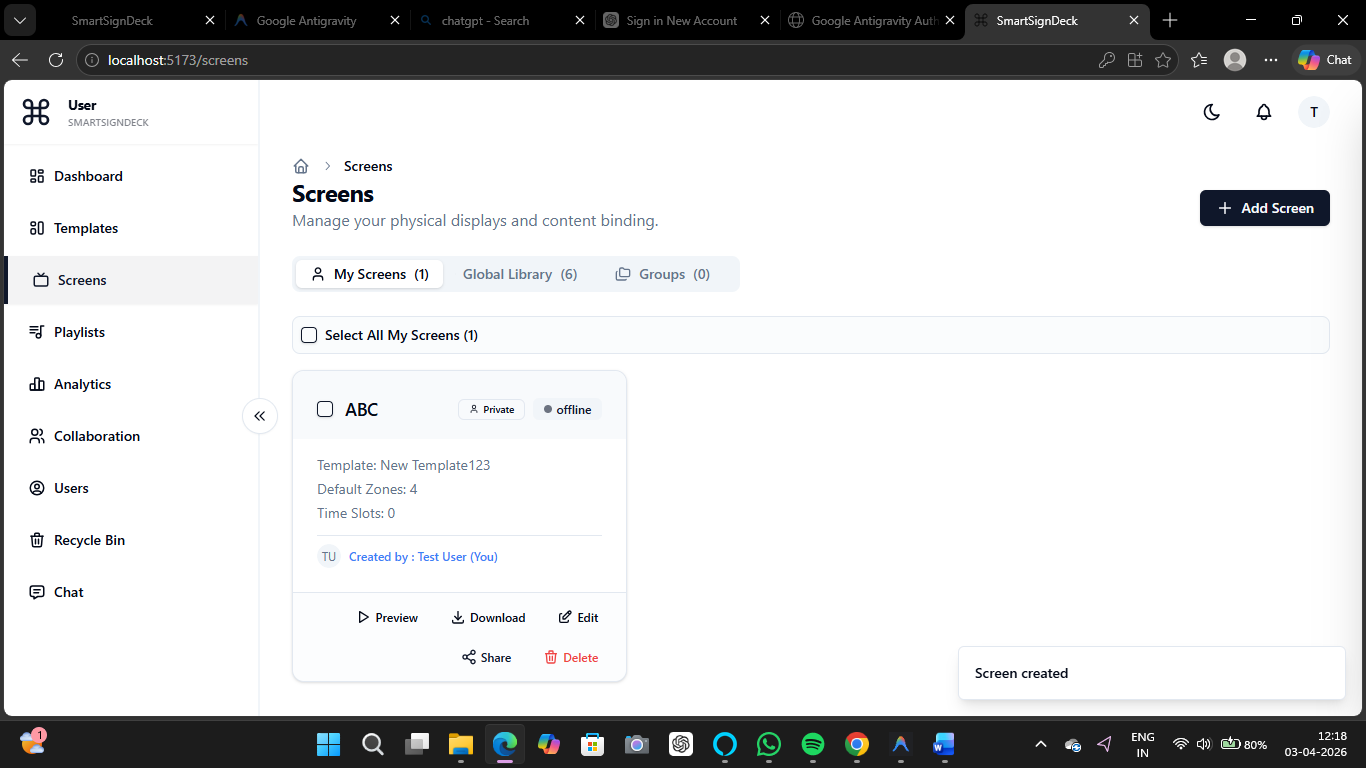 SmartSignDeck
Google Antigravity
chatgpt - Search
Sign in New Account
Google Antigravity Auth
SmartSignDeck
localhost:5173/screens
Chat
User
SMARTSIGNDECK
T
Dashboard
Templates
Screens
Playlists
Analytics
Collaboration
Users
Recycle Bin
Chat
Screens
Screens
Manage your physical displays and content binding.
+ Add Screen
My Screens (1)
Global Library (6)
Groups (0)
Select All My Screens (1)
ABC
Private
offline
Template: New Template123
Default Zones: 4
Time Slots: 0
TU
Created by : Test User (You)
Preview
Download
Edit
Share
Delete
Screen created
1
ENG
IN
80%
12:18
03-04-2026